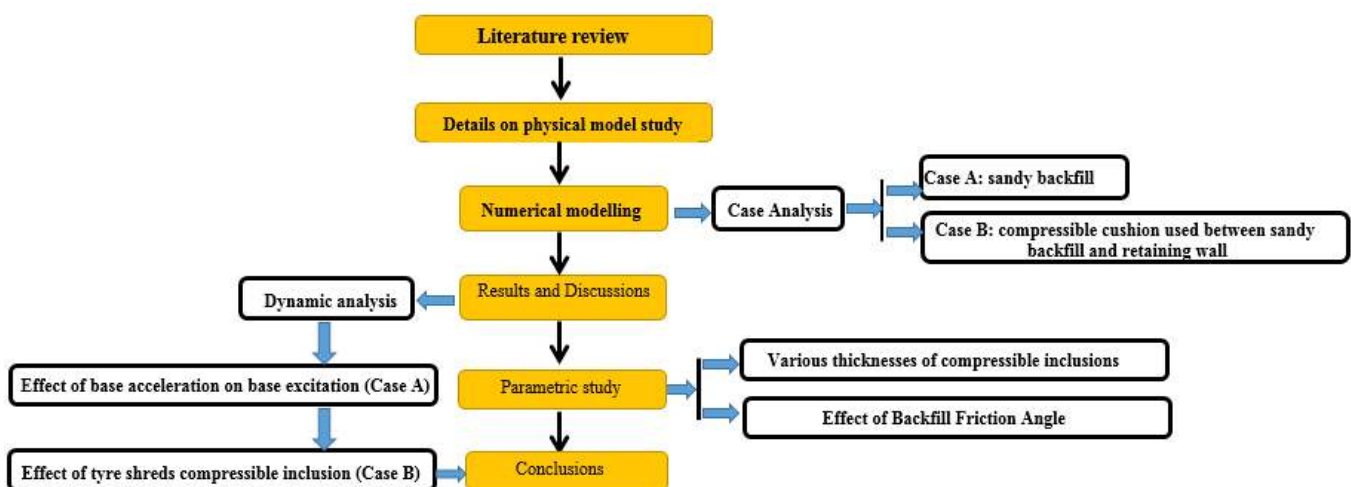 Literature review
Details on physical model study
Numerical modelling
Case Analysis
Case A: sandy backfill
Case B: compressible cushion used between sandy
backfill and retaining wall
Results and Discussions
Dynamic analysis
Effect of base acceleration on base excitation (Case A)
Effect of tyre shreds compressible inclusion (Case B)
Parametric study
Various thicknesses of compressible inclusions
Effect of Backfill Friction Angle
Conclusions